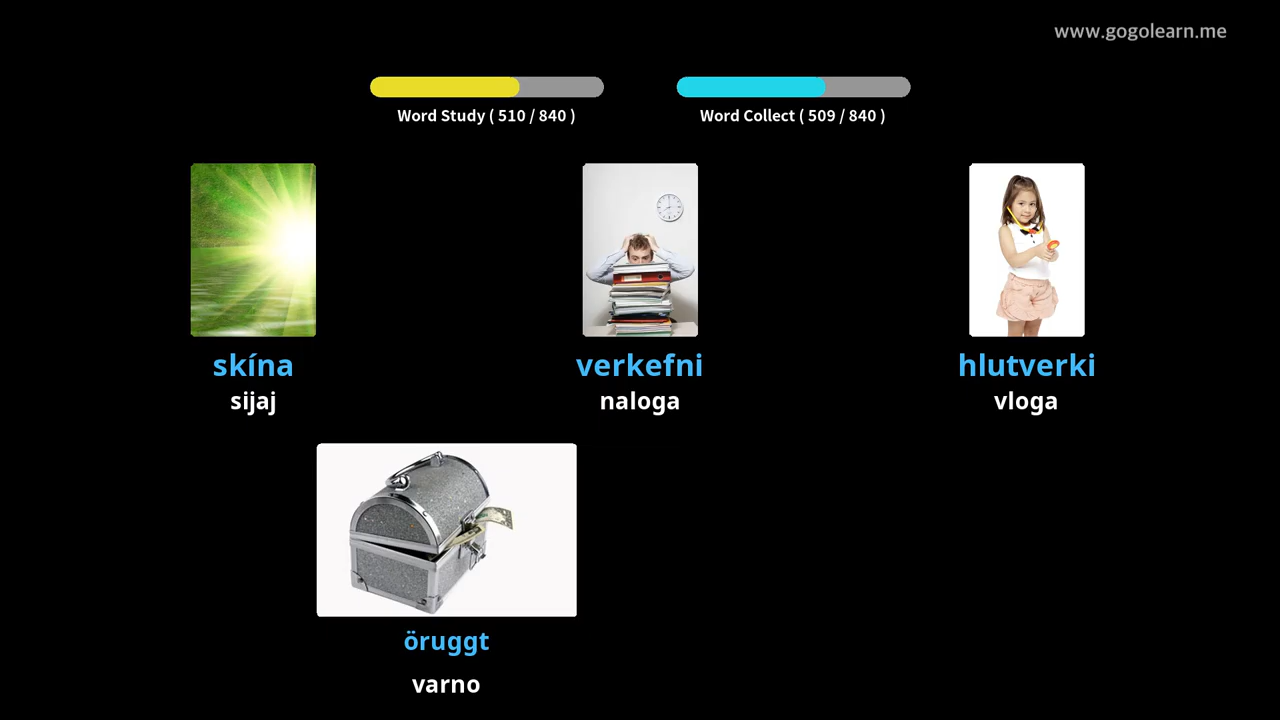 www.gogolearn.me
Word Study ( 510 / 840 )
Word Collect ( 509 / 840 )
skína
verkefni
hlutverki
sijaj
naloga
vloga
öruggt
varno